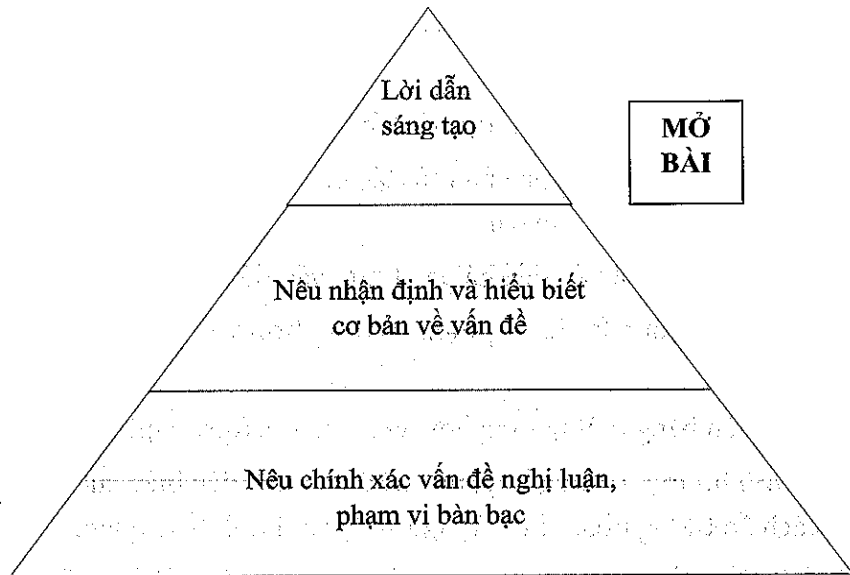 Lời dẫn
sáng tạo
MỞ
BÀI
Nêu nhận định và hiểu biết
cơ bản về vấn đề
Nêu chính xác vấn đề nghị luận,
phạm vi bàn bạc